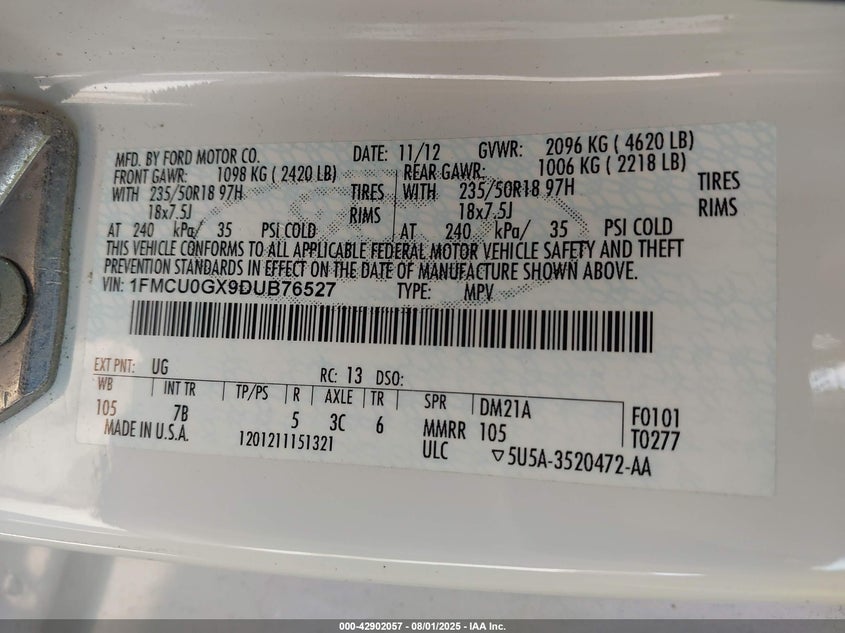 MFD. BY FORD MOTOR CO. DATE: 11/12 GVWR: 2096 KG ( 4620 LB)
FRONT GAWR: 1098 KG ( 2420 LB) REAR GAWR: 1006 KG ( 2218 LB)
WITH 235/50R18 97H TIRES WITH 235/50R18 97H TIRES
18x7.5J RIMS 18x7.5J RIMS
AT 240 kPa/ 35 PSI COLD AT 240 kPa/ 35 PSI COLD
THIS VEHICLE CONFORMS TO ALL APPLICABLE FEDERAL MOTOR VEHICLE SAFETY AND THEFT
PREVENTION STANDARDS IN EFFECT ON THE DATE OF MANUFACTURE SHOWN ABOVE.
VIN: 1FMCU0GX9DUB76527 TYPE: MPV
EXT PNT: UG RC: 13 DSO:
WB INT TR TP/PS R AXLE TR SPR DM21A F0101
105 7B 5 3C 6 MMRR 105 T0277
MADE IN U.S.A. 1201211151321 ULC ▽5U5A-3520472-AA
000-42902057 - 08/01/2025 - IAA Inc.